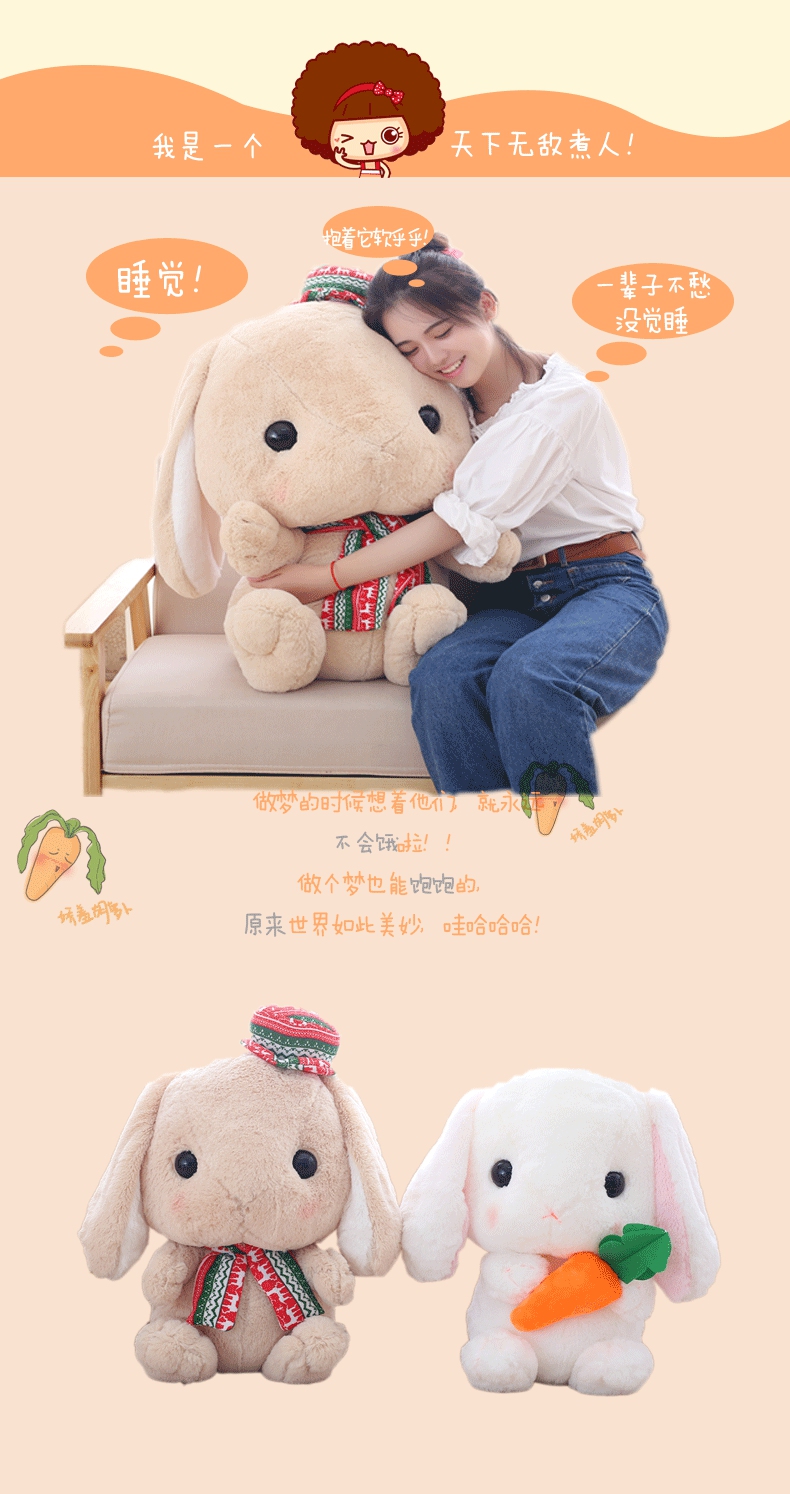 我是一个
天下无敌煮人！
抱着它软乎乎！
睡觉！
一辈子不愁
没觉睡
做梦的时候想着他们，就永远
不会饿啦！！
做个梦也能饱饱的，
原来世界如此美妙，哇哈哈哈！